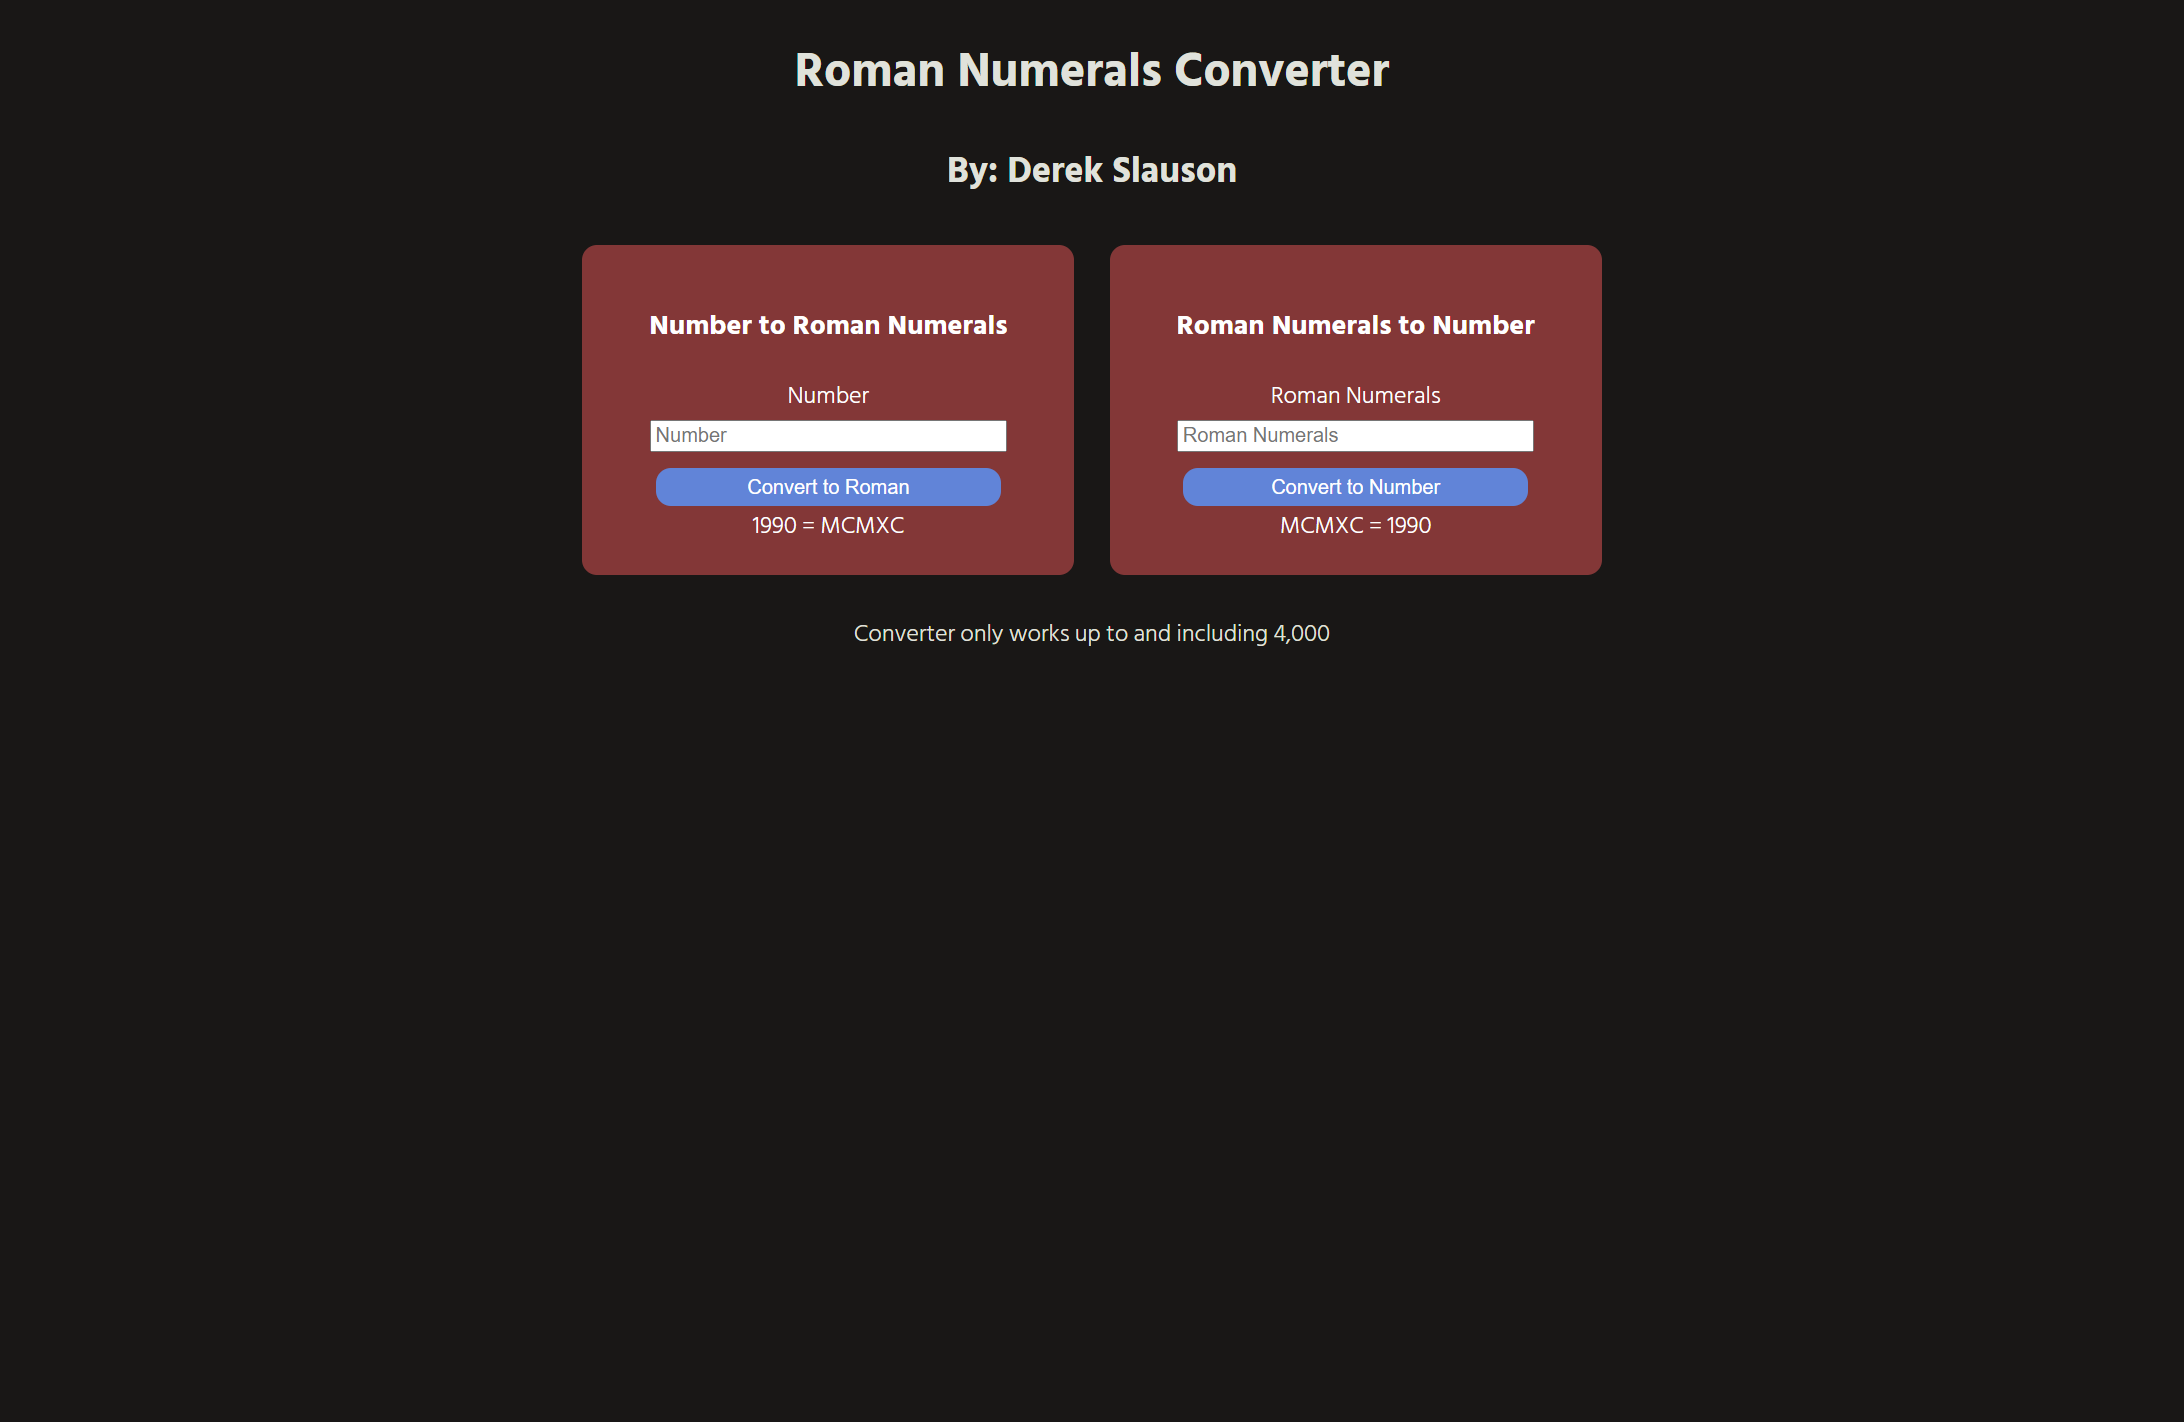 Roman Numerals Converter
By: Derek Slauson
Number to Roman Numerals
Number
Number
Convert to Roman
1990 = MCMXC
Roman Numerals to Number
Roman Numerals
Roman Numerals
Convert to Number
MCMXC = 1990
Converter only works up to and including 4,000